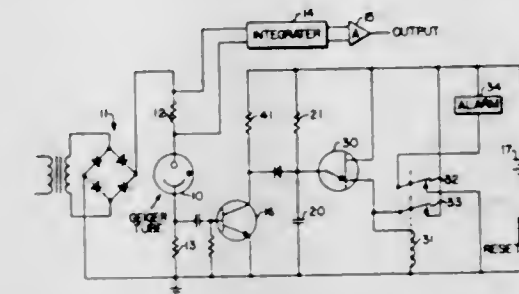 14
15
INTEGRATER
A
OUTPUT
11
12
41
21
30
34
ALARM
17
10
GEIGER
TUBE
16
20
32
33
13
31
RESET